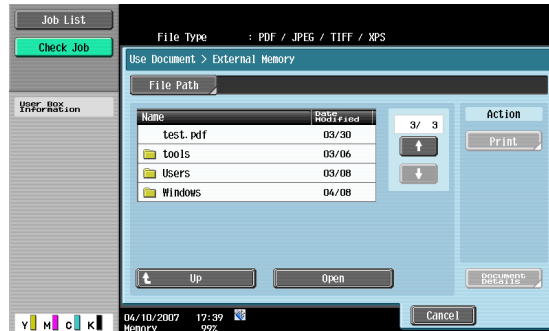 Job List
Check Job
File Type : PDF / JPEG / TIFF / XPS
Use Document > External Memory
File Path
User Box
Information
Name Date Modified
3/ 3
Action
test.pdf 03/30
Print
tools 03/06
Users 03/08
Windows 04/08
Up
Open
Document
Details
04/10/2007 17:39
Memory 99%
Cancel
Y M C K